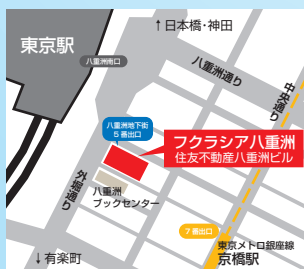 ↑日本橋・神田
東京駅
八重洲南口
八重洲通り
中央通り
八重洲地下街
5番出口
フクラシア八重洲
住友不動産八重洲ビル
外堀通り
八重洲
ブックセンター
7番出口
東京メトロ銀座線
京橋駅
↓有楽町